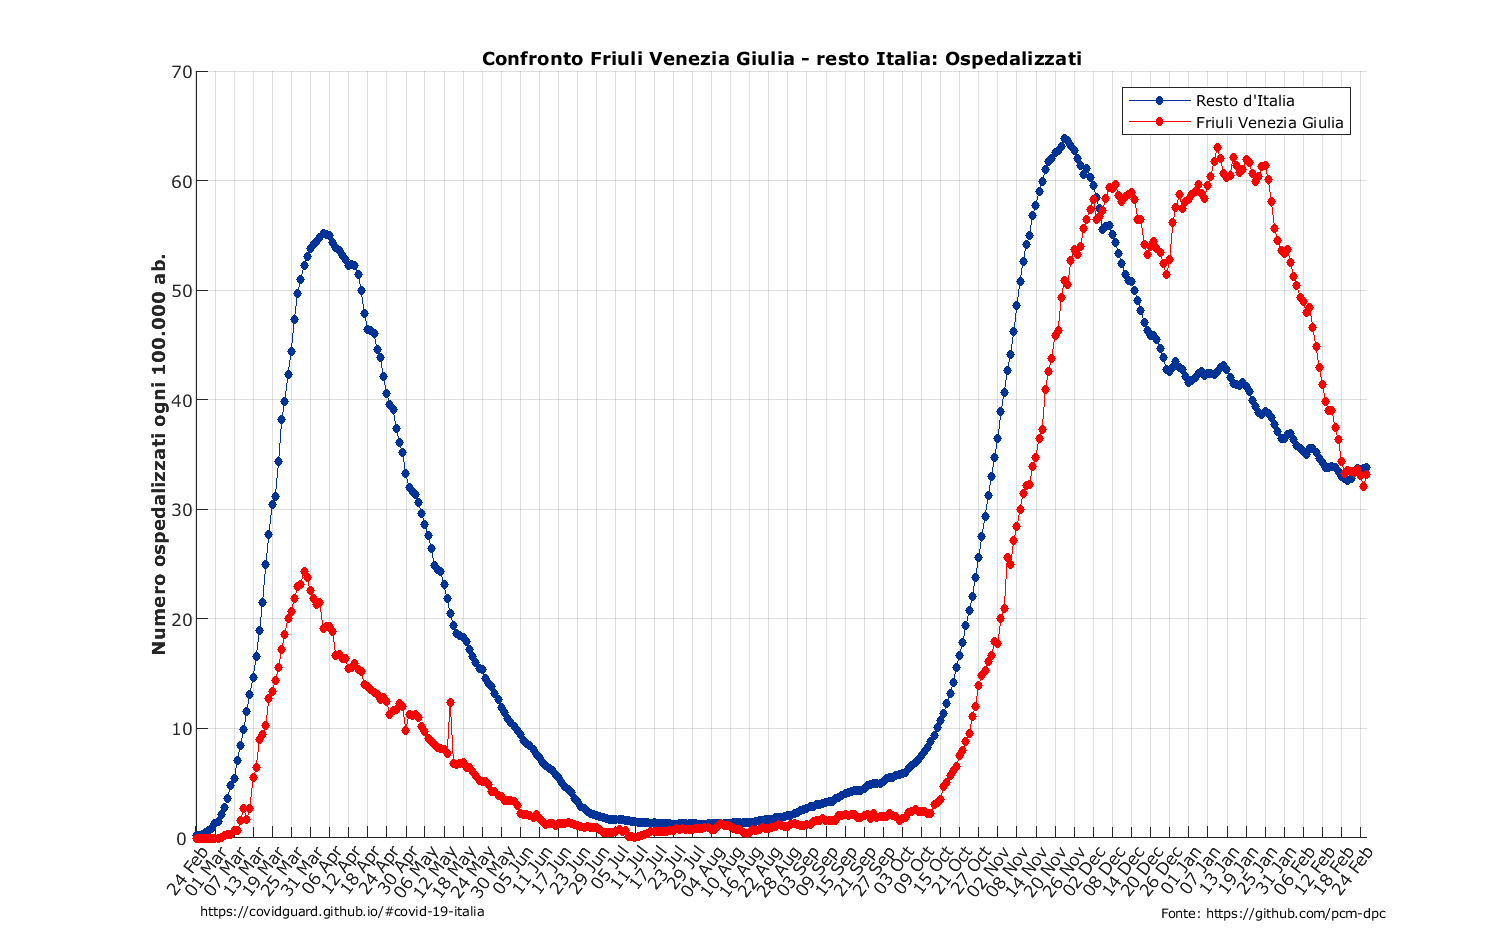 Confronto Friuli Venezia Giulia - resto Italia: Ospedalizzati
Resto d'Italia
Friuli Venezia Giulia
Numero ospedalizzati ogni 100.000 ab.
70
60
50
40
30
20
10
0
24 Feb
01 Mar
07 Mar
13 Mar
19 Mar
25 Mar
31 Mar
06 Apr
12 Apr
18 Apr
24 Apr
30 Apr
06 May
12 May
18 May
24 May
30 May
05 Jun
11 Jun
17 Jun
23 Jun
29 Jun
05 Jul
11 Jul
17 Jul
23 Jul
29 Jul
04 Aug
10 Aug
16 Aug
22 Aug
28 Aug
03 Sep
09 Sep
15 Sep
21 Sep
27 Sep
03 Oct
09 Oct
15 Oct
21 Oct
27 Oct
02 Nov
08 Nov
14 Nov
20 Nov
26 Nov
02 Dec
08 Dec
14 Dec
20 Dec
26 Dec
01 Jan
07 Jan
13 Jan
19 Jan
25 Jan
31 Jan
06 Feb
12 Feb
18 Feb
24 Feb
https://covidguard.github.io/#covid-19-italia
Fonte: https://github.com/pcm-dpc